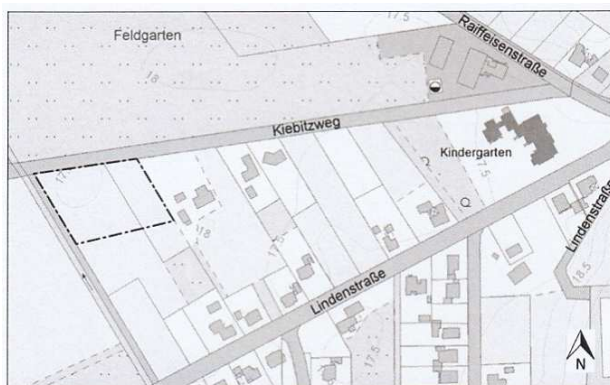 Feldgarten
17.5
18
Raiffeisenstraße
Kiebitzweg
Kindergarten
17.5
18
17.5
Lindenstraße
Lindenstraße
18.5
17.5
N